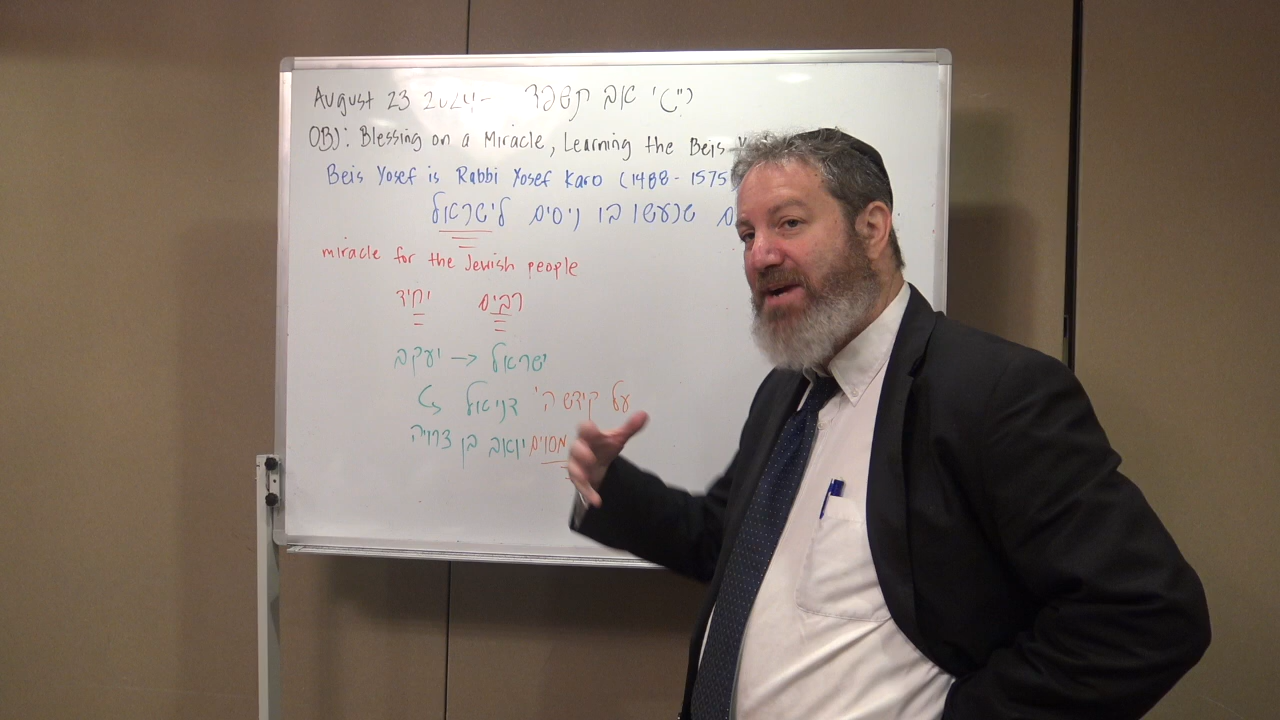 August 23 2024- י"ט אב תשפד
OBJ: Blessing on a Miracle, Learning the Beis
Beis Yosef is Rabbi Yosef Karo (1488-1575
שנעשו בו ניסים לישראל
miracle for the Jewish people
רבים יחיד
ישראל -> יעקב
על קידש ה' דניאל
מסוים יואב בן צרויה